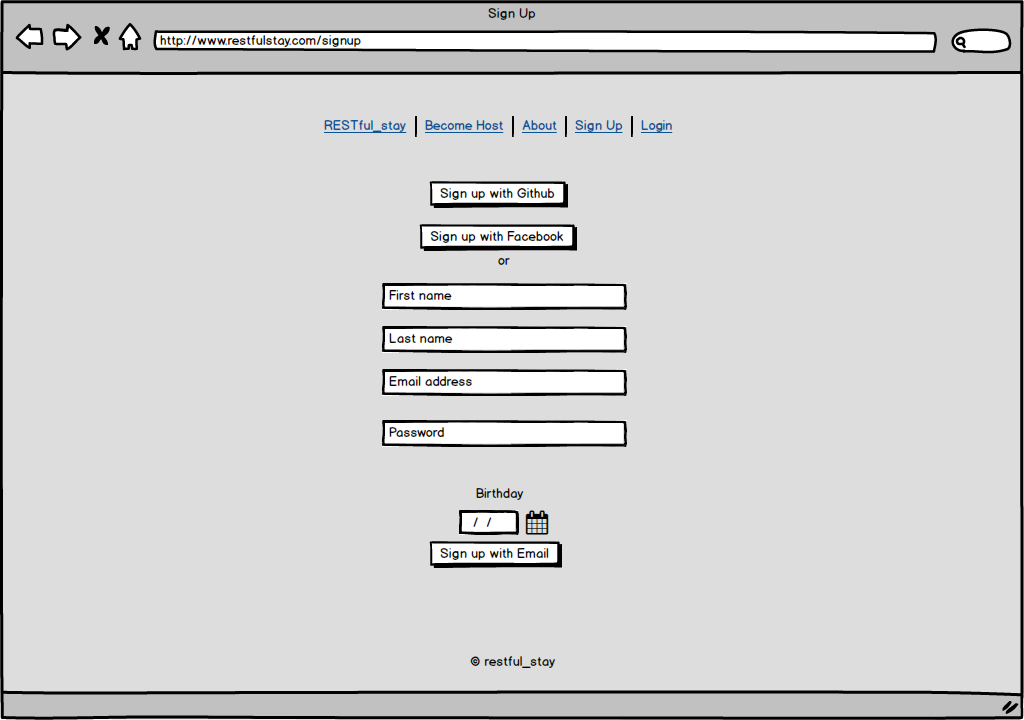 Sign Up
http://www.restfulstay.com/signup
RESTful_stay Become Host About Sign Up Login
Sign up with Github
Sign up with Facebook
or
First name
Last name
Email address
Password
Birthday
/ /
Sign up with Email
© restful_stay